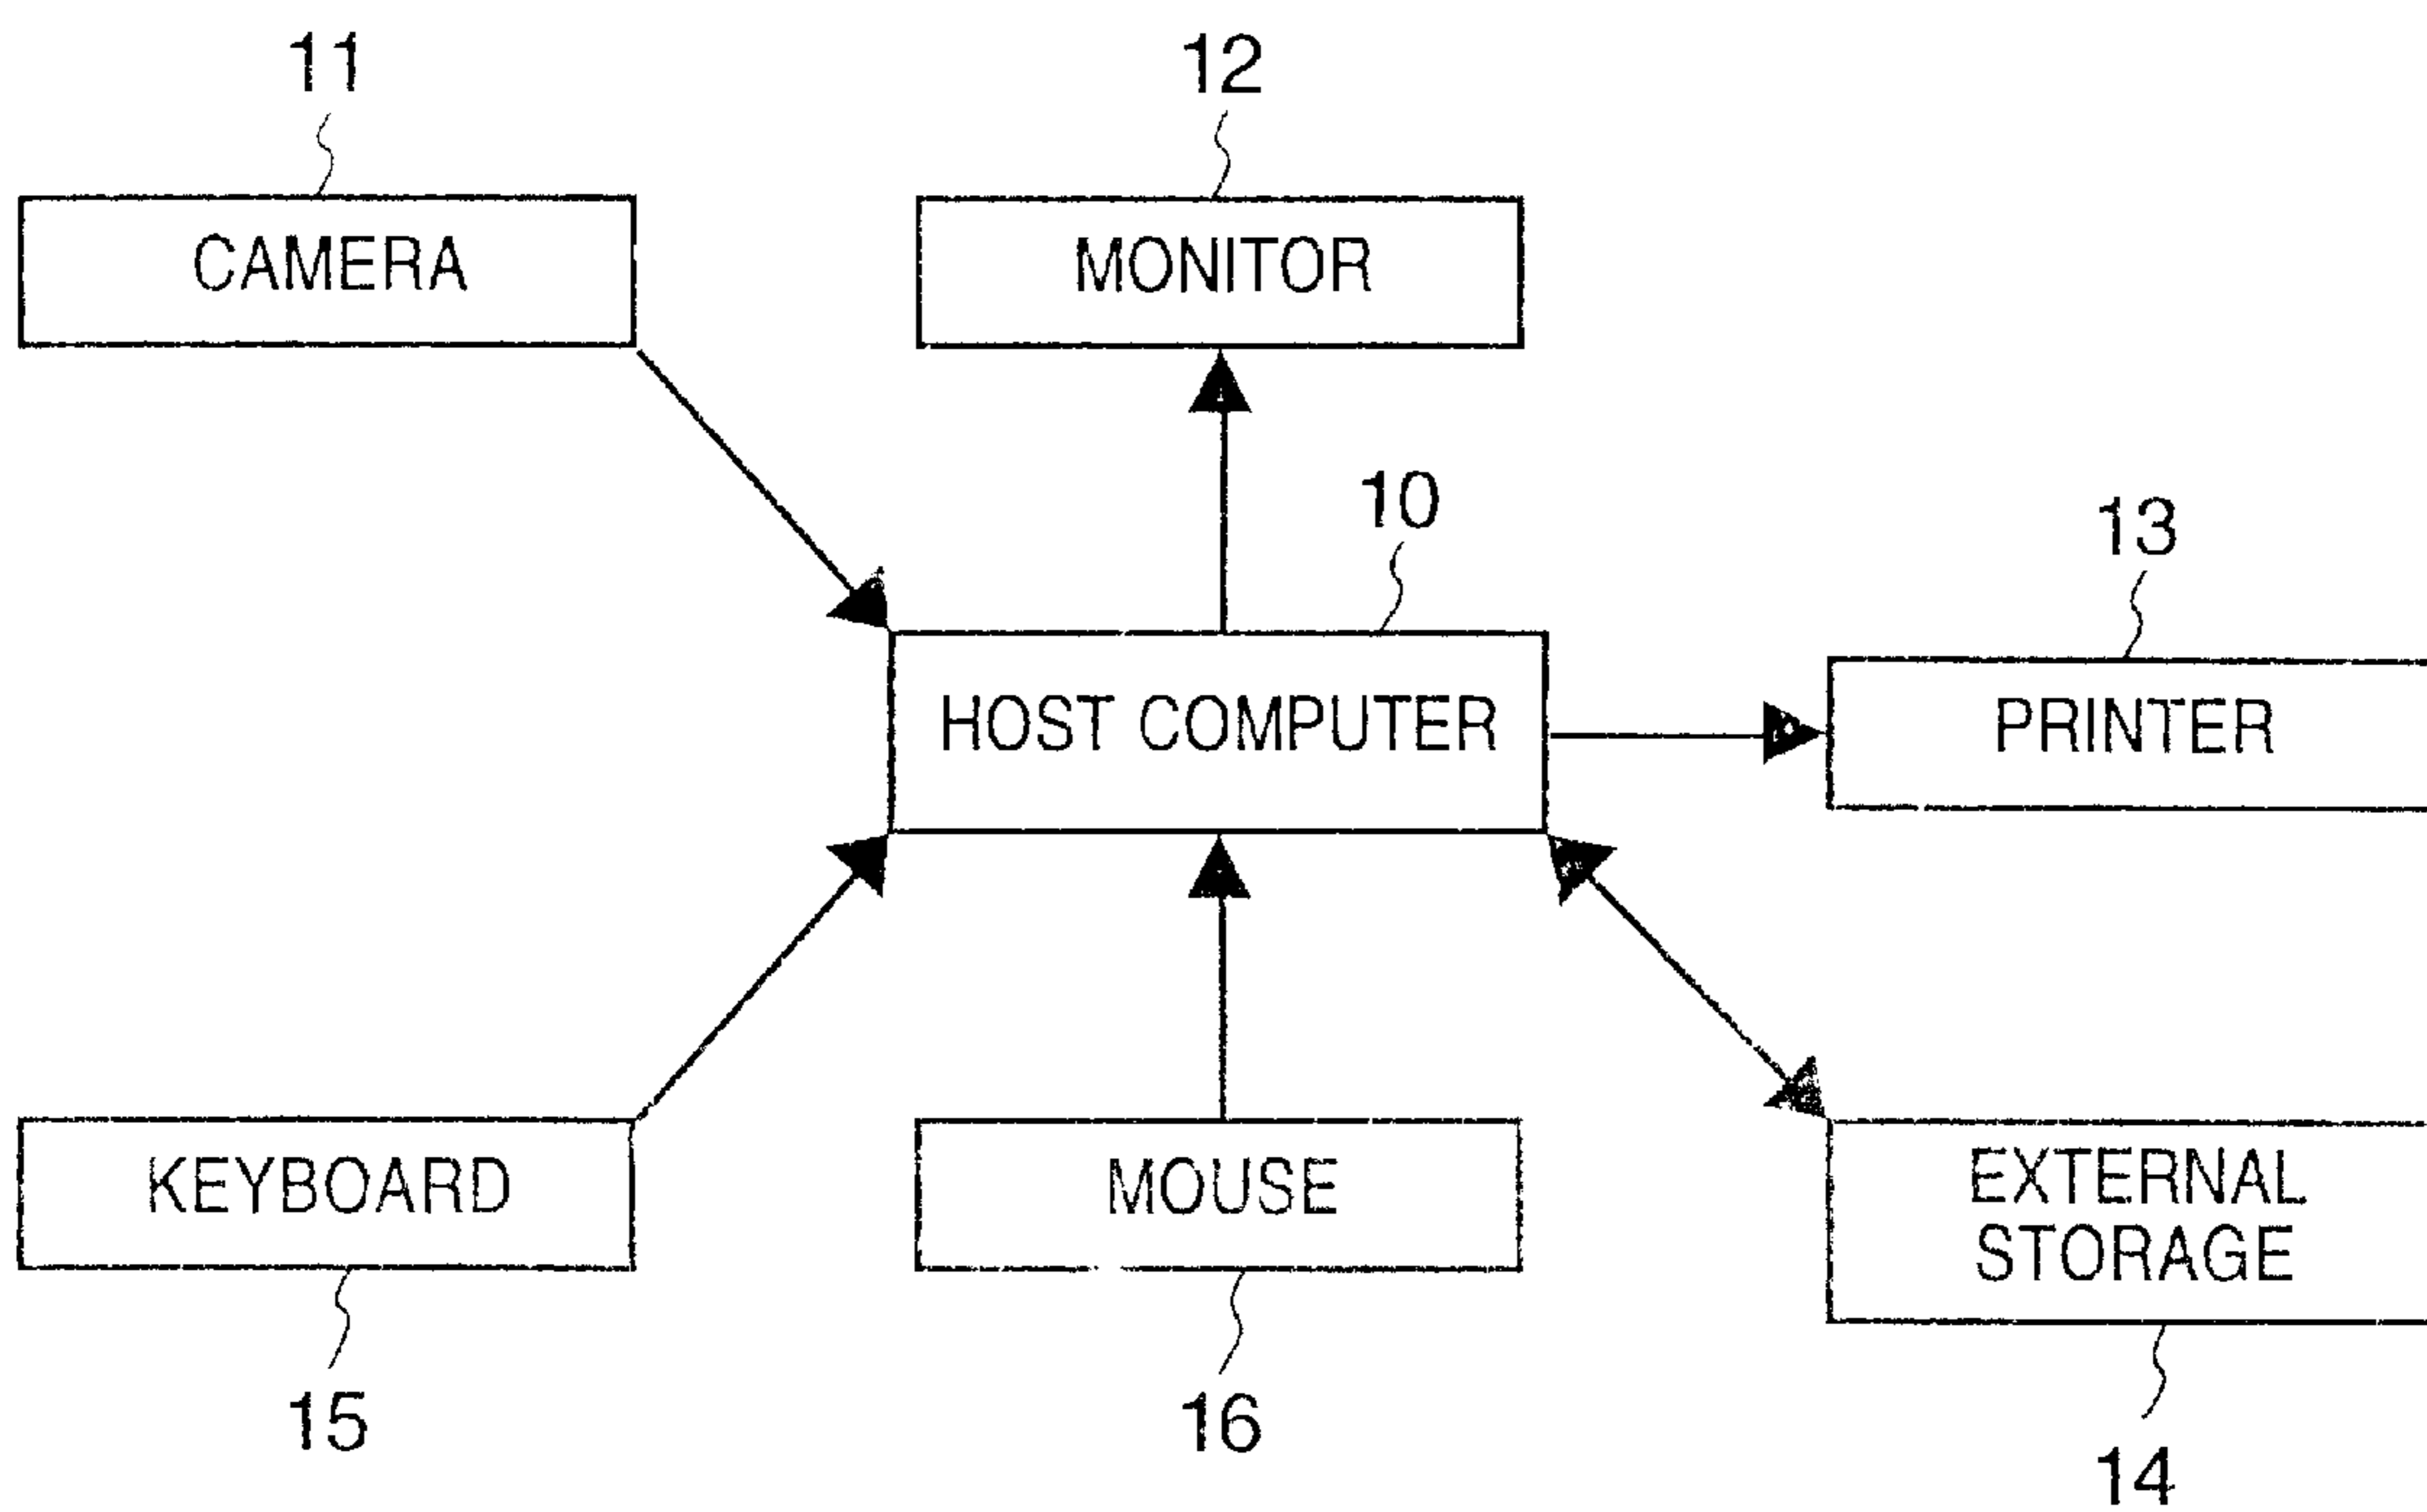 11
12
CAMERA
MONITOR
10
13
HOST COMPUTER
PRINTER
KEYBOARD
MOUSE
EXTERNAL
STORAGE
15
16
14